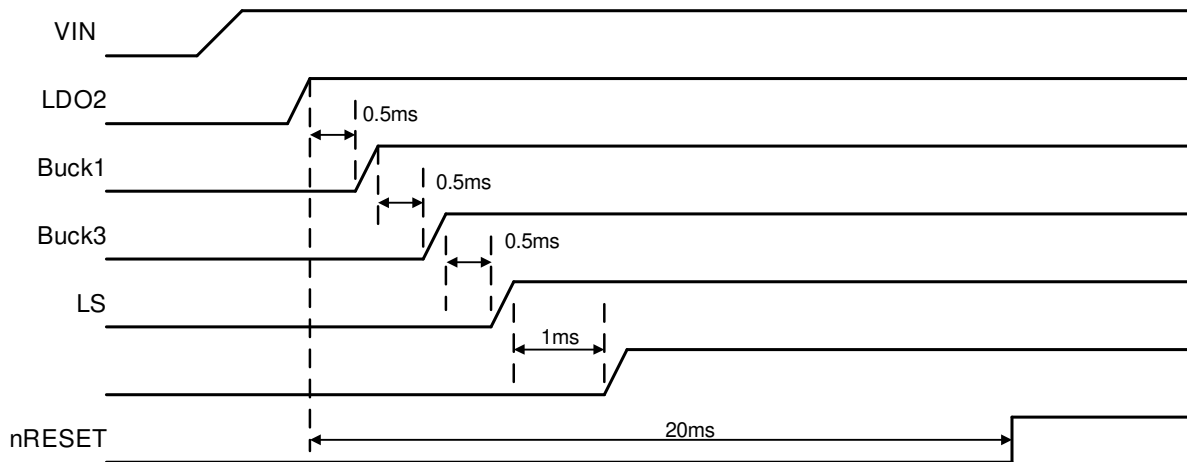 VIN
LDO2
0.5ms
Buck1
0.5ms
Buck3
0.5ms
LS
1ms
20ms
nRESET